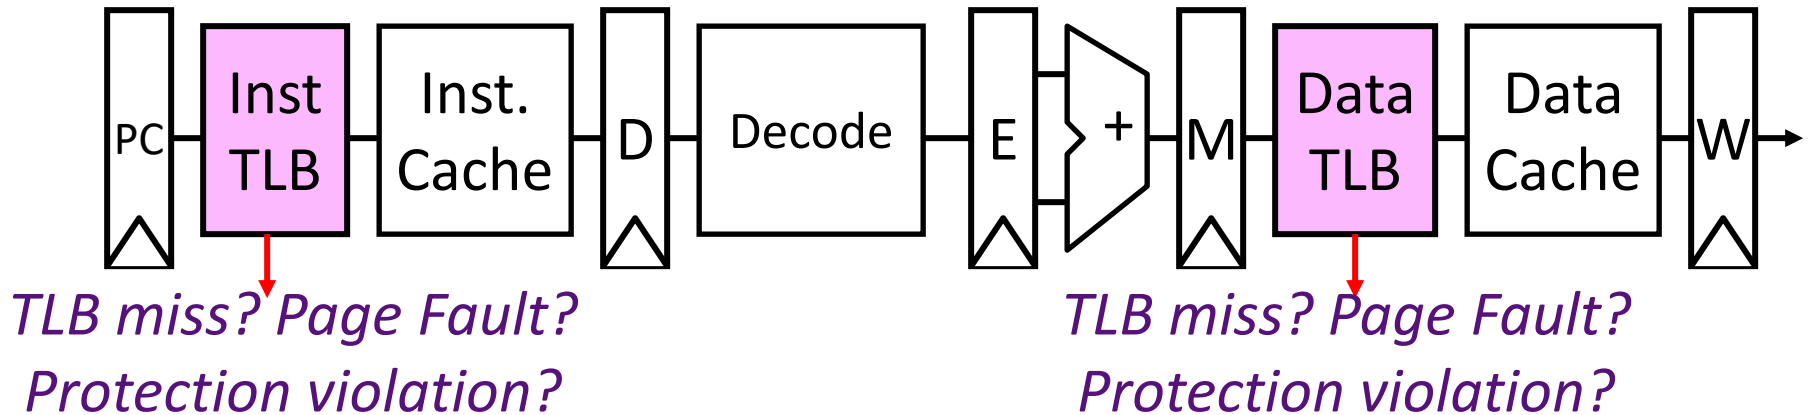 PC
Inst
TLB
Inst.
Cache
D
Decode
E
+
M
Data
TLB
Data
Cache
W
TLB miss? Page Fault?
Protection violation?
TLB miss? Page Fault?
Protection violation?